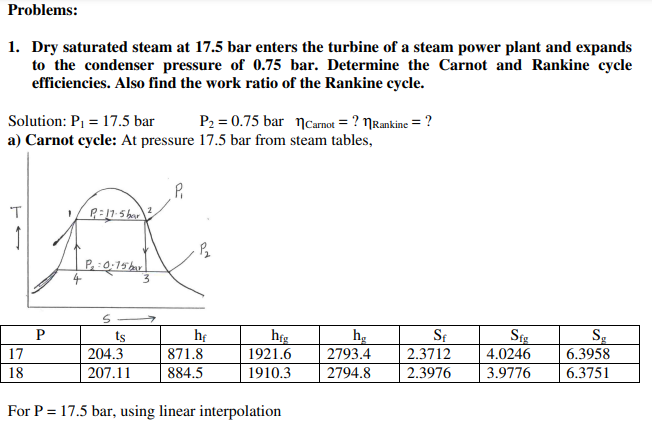 Problems:
1. Dry saturated steam at 17.5 bar enters the turbine of a steam power plant and expands
to the condenser pressure of 0.75 bar. Determine the Carnot and Rankine cycle
efficiencies. Also find the work ratio of the Rankine cycle.
Solution: P₁ = 17.5 bar P₂ = 0.75 bar ηCarnot = ? ηRankine = ?
a) Carnot cycle: At pressure 17.5 bar from steam tables,
P₁
T 1 P₁=17.5 bar 2
P₂
P₂=0.75 bar
4 3
S →
P ts hf hfg hg Sf Sfg Sg
17 204.3 871.8 1921.6 2793.4 2.3712 4.0246 6.3958
18 207.11 884.5 1910.3 2794.8 2.3976 3.9776 6.3751
For P = 17.5 bar, using linear interpolation